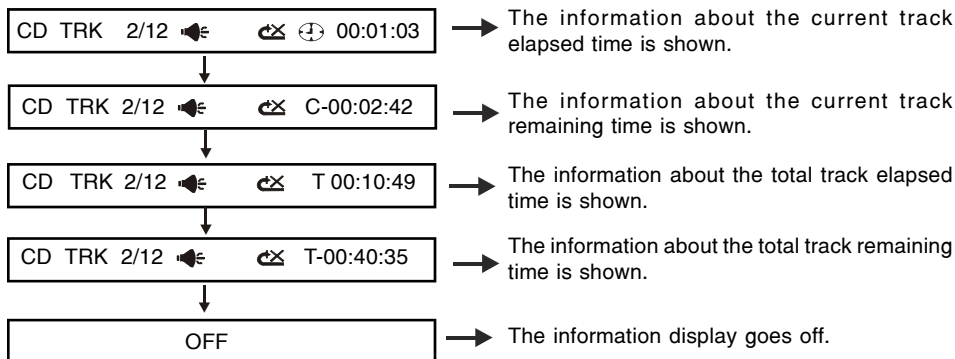 CD TRK 2/12 00:01:03
The information about the current track
elapsed time is shown.
CD TRK 2/12 C-00:02:42
The information about the current track
remaining time is shown.
CD TRK 2/12 T 00:10:49
The information about the total track elapsed
time is shown.
CD TRK 2/12 T-00:40:35
The information about the total track remaining
time is shown.
OFF
The information display goes off.